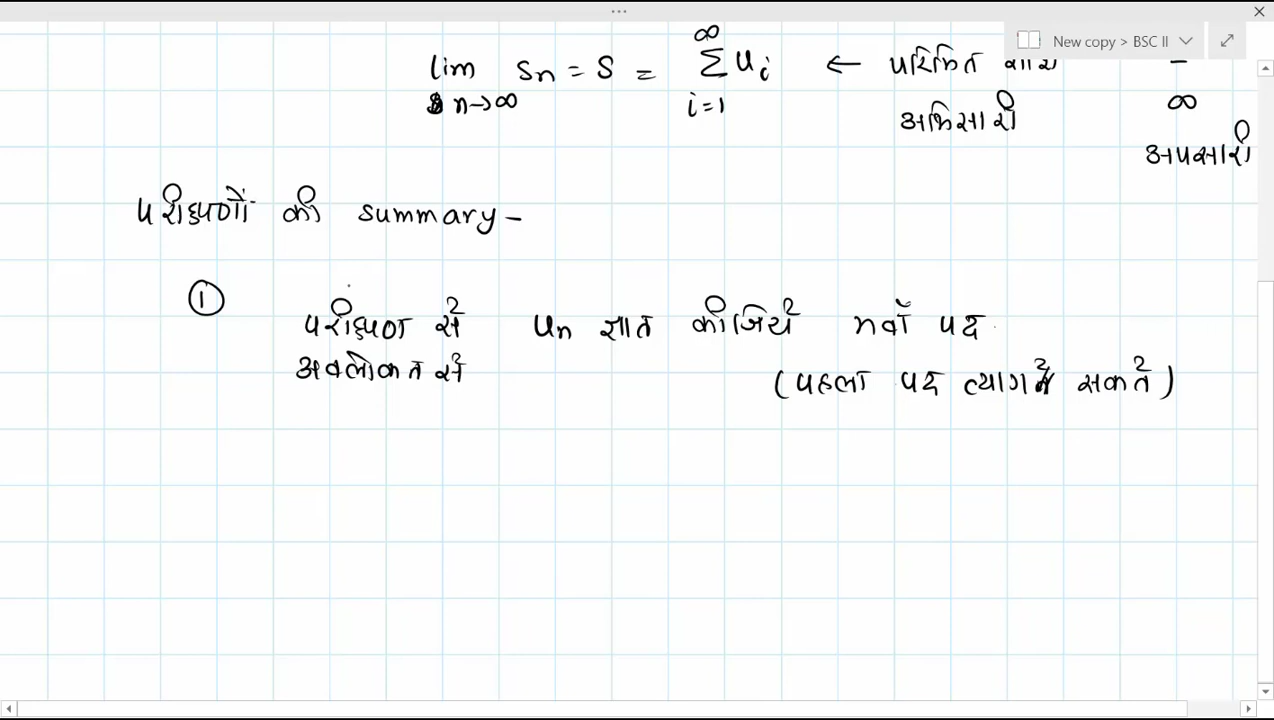 New copy > BSC II
lim Sn = S = ∞ ∑ ui ← परिमित
n→∞ i=1 अभिसारी ∞
अपसारी
परीक्षणों की summary –
① परीक्षण से un ज्ञात कीजिये nवाँ पद
अवलोकन से (पहला पद त्याग सकते)